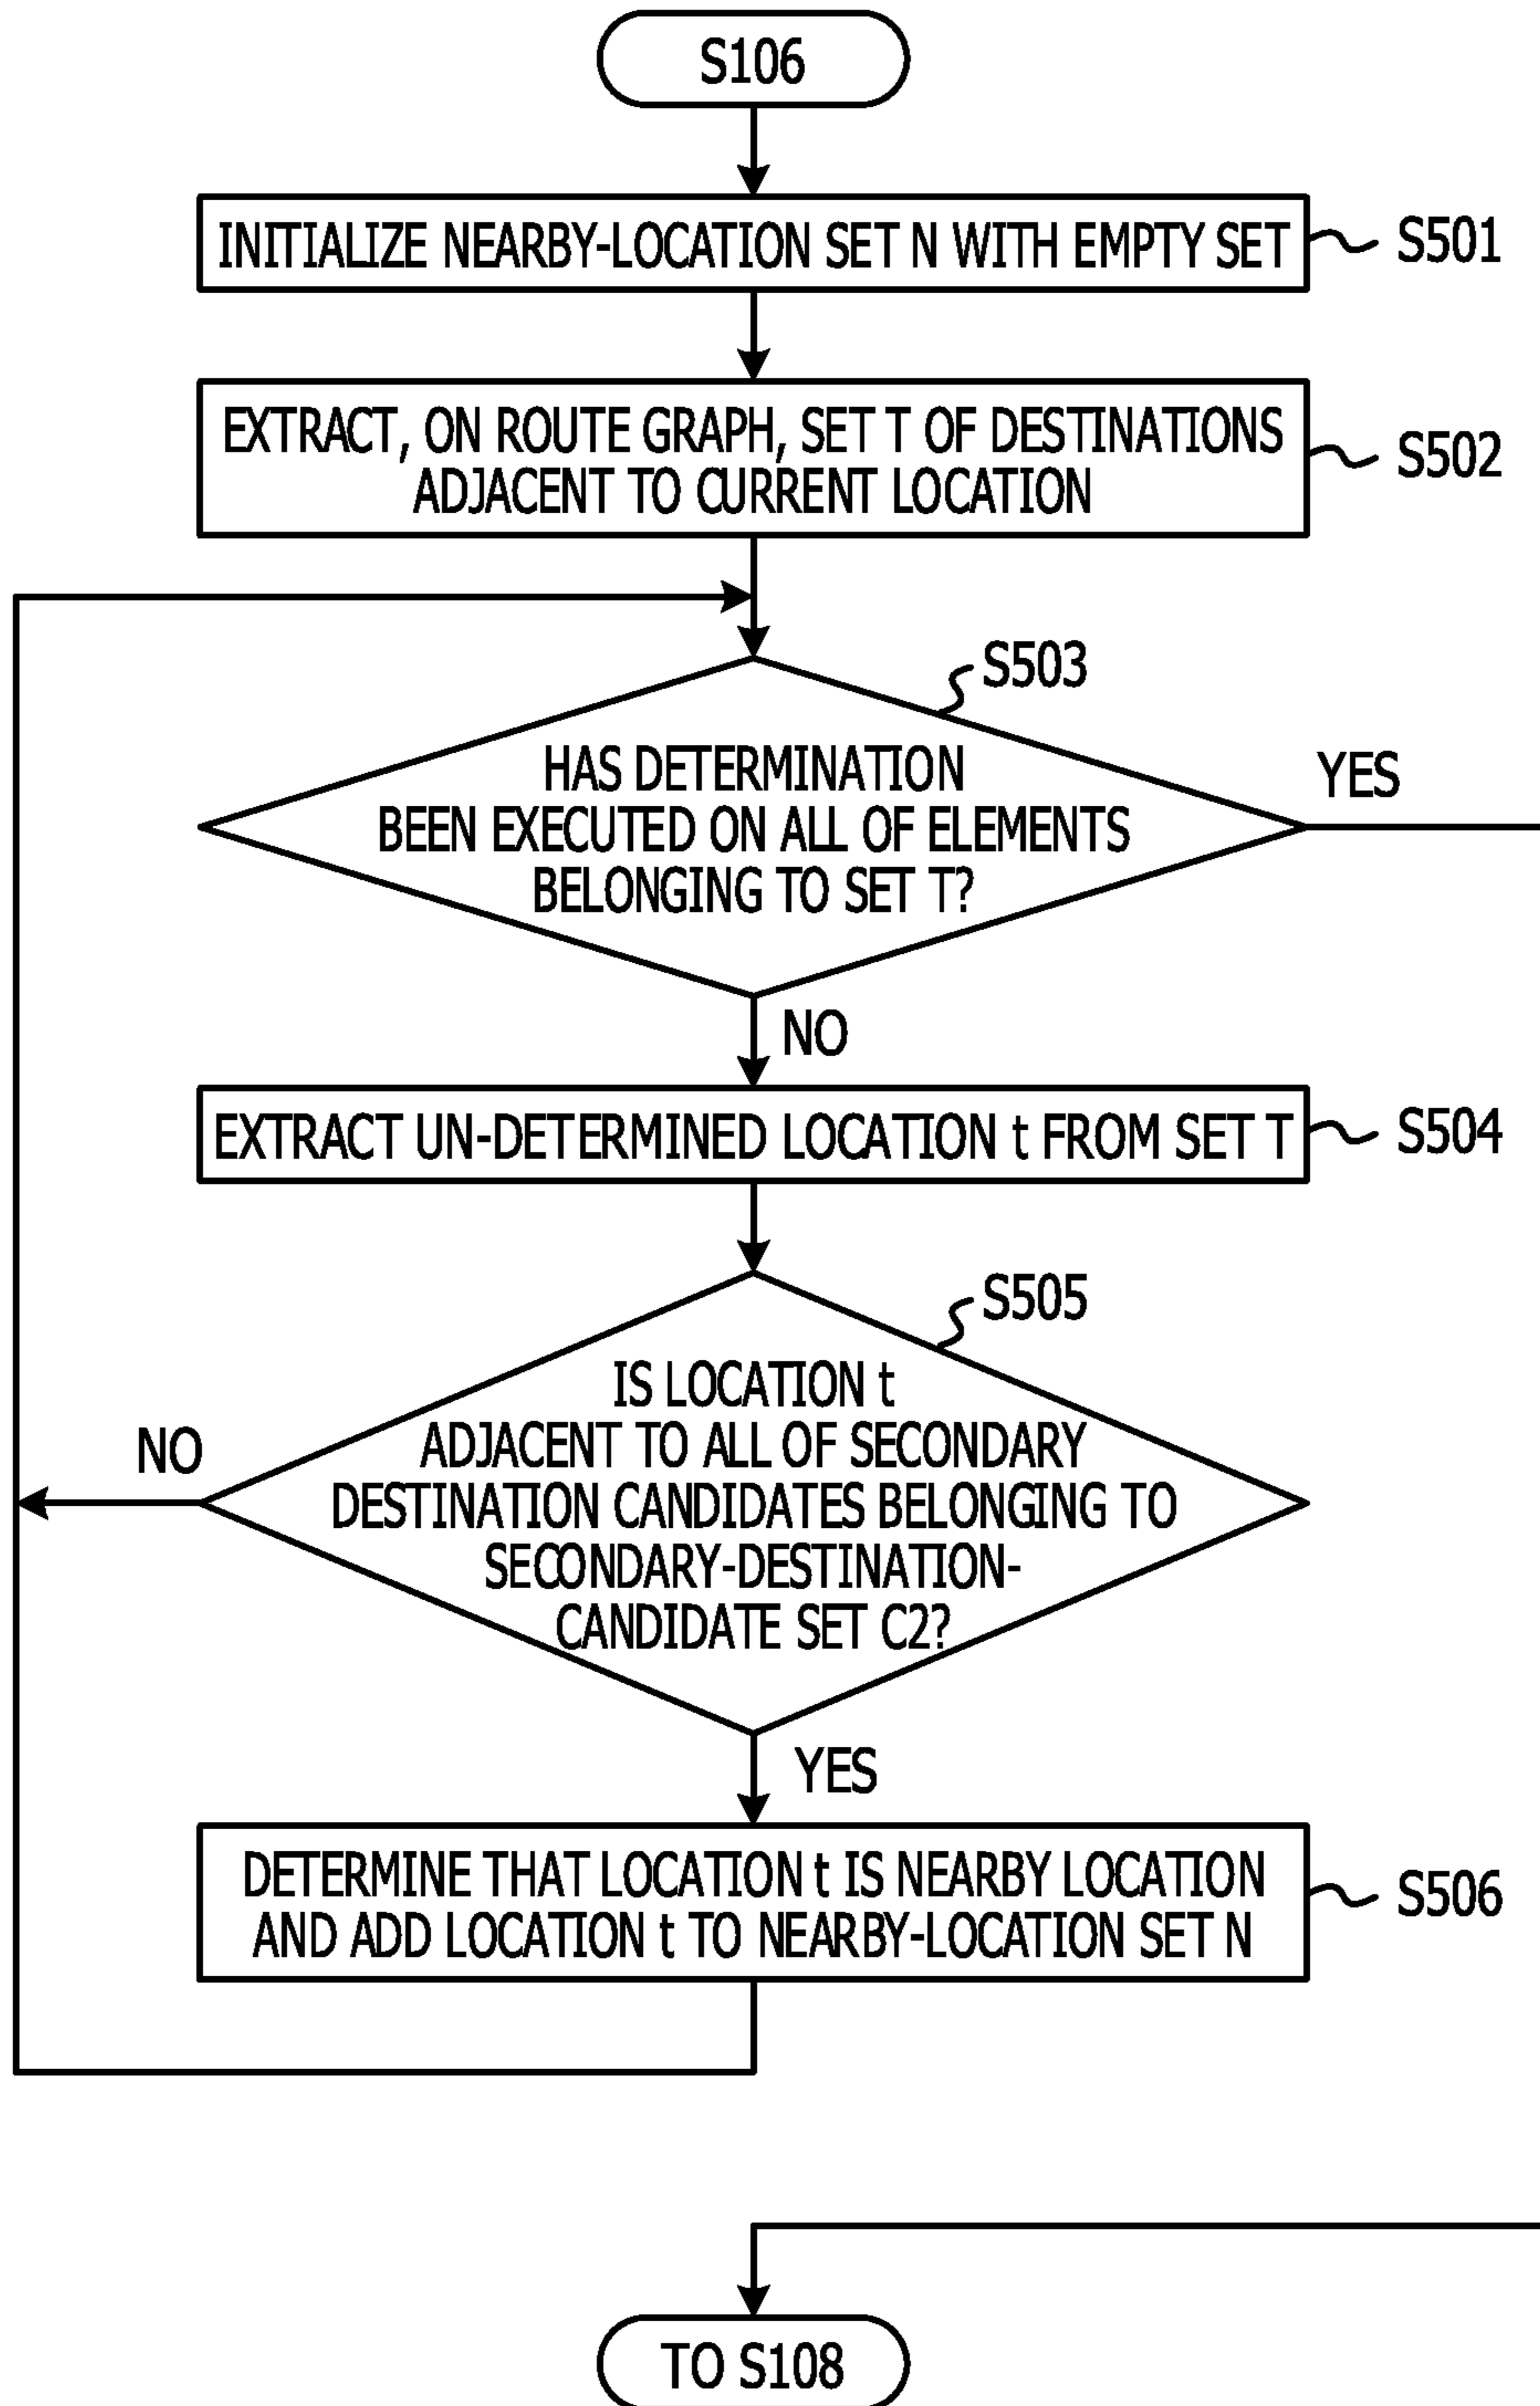 S106
INITIALIZE NEARBY-LOCATION SET N WITH EMPTY SET
S501
EXTRACT, ON ROUTE GRAPH, SET T OF DESTINATIONS
ADJACENT TO CURRENT LOCATION
S502
S503
HAS DETERMINATION
BEEN EXECUTED ON ALL OF ELEMENTS
BELONGING TO SET T?
YES
NO
EXTRACT UN-DETERMINED LOCATION t FROM SET T
S504
S505
IS LOCATION t
ADJACENT TO ALL OF SECONDARY
DESTINATION CANDIDATES BELONGING TO
SECONDARY-DESTINATION-
CANDIDATE SET C2?
NO
YES
DETERMINE THAT LOCATION t IS NEARBY LOCATION
AND ADD LOCATION t TO NEARBY-LOCATION SET N
S506
TO S108